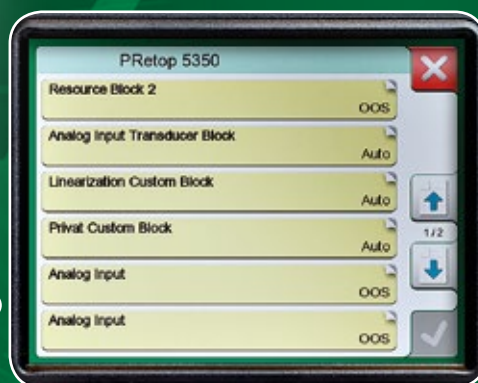 PRetop 5350
Resource Block 2
OOS
Analog Input Transducer Block
Auto
Linearization Custom Block
Auto
Privat Custom Block
Auto
1/2
Analog Input
OOS
Analog Input
OOS